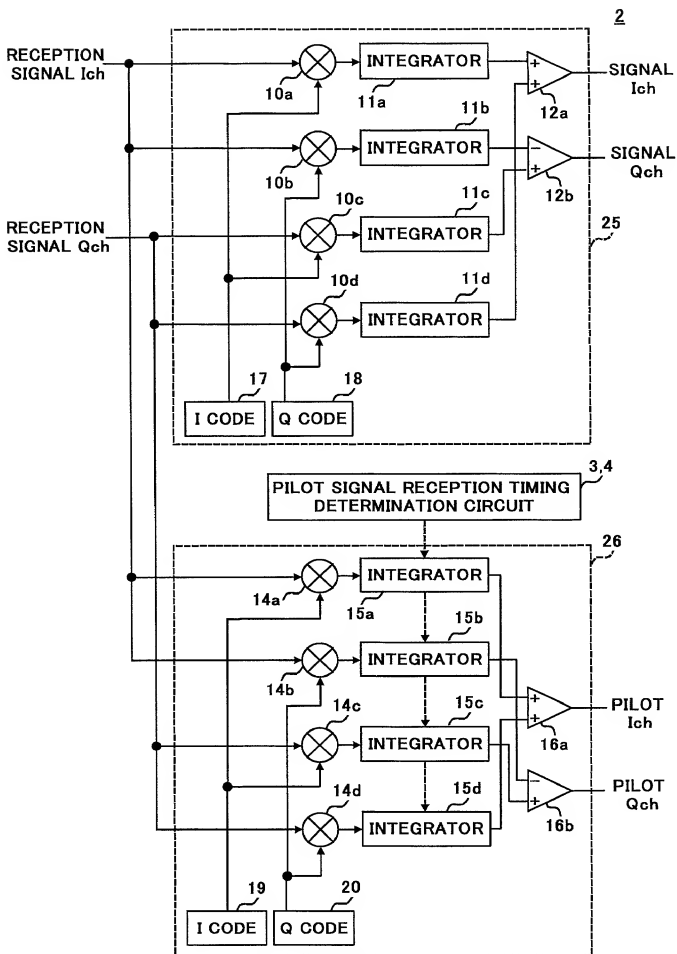 2
RECEPTION
SIGNAL Ich
INTEGRATOR
SIGNAL
Ich
10a
11a
12a
11b
INTEGRATOR
SIGNAL
Qch
10b
12b
10c
11c
RECEPTION
SIGNAL Qch
INTEGRATOR
25
10d
11d
INTEGRATOR
17
18
I CODE
Q CODE
3,4
PILOT SIGNAL RECEPTION TIMING
DETERMINATION CIRCUIT
26
INTEGRATOR
14a
15a
15b
INTEGRATOR
14b
14c
15c
PILOT
Ich
INTEGRATOR
16a
14d
15d
PILOT
Qch
INTEGRATOR
16b
19
20
I CODE
Q CODE